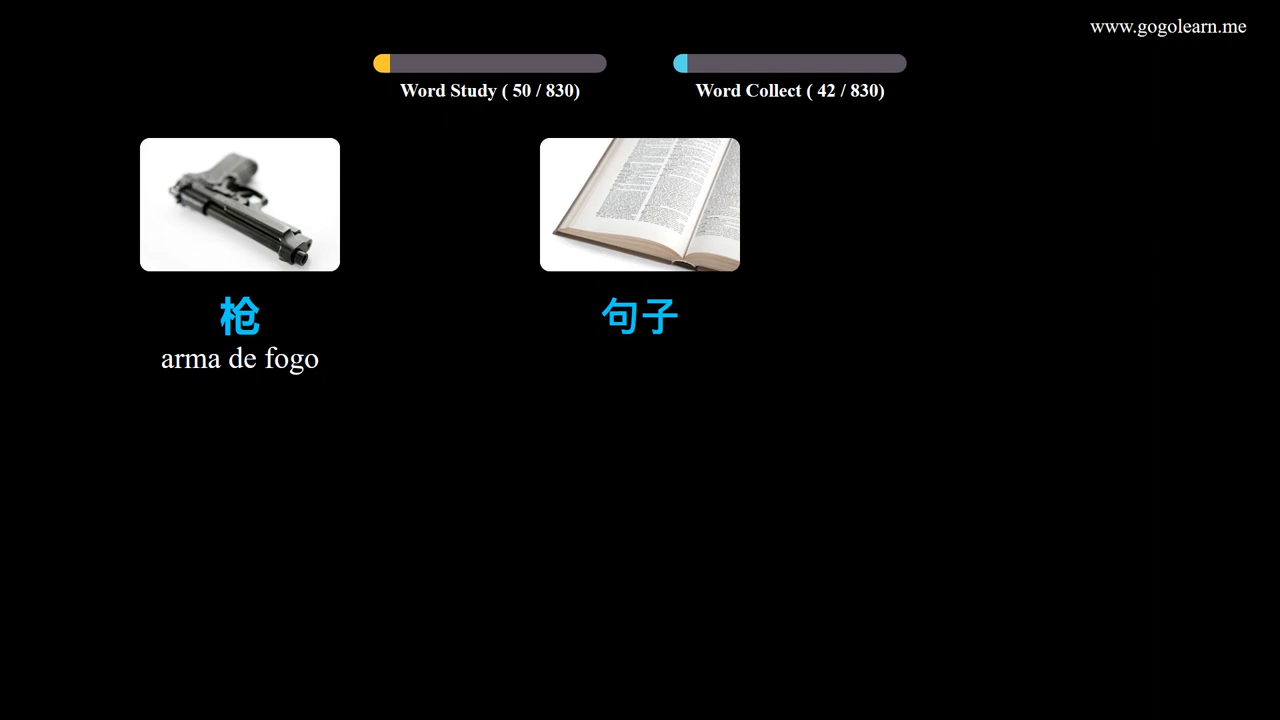 www.gogolearn.me
Word Study ( 50 / 830)
Word Collect ( 42 / 830)
枪
arma de fogo
句子